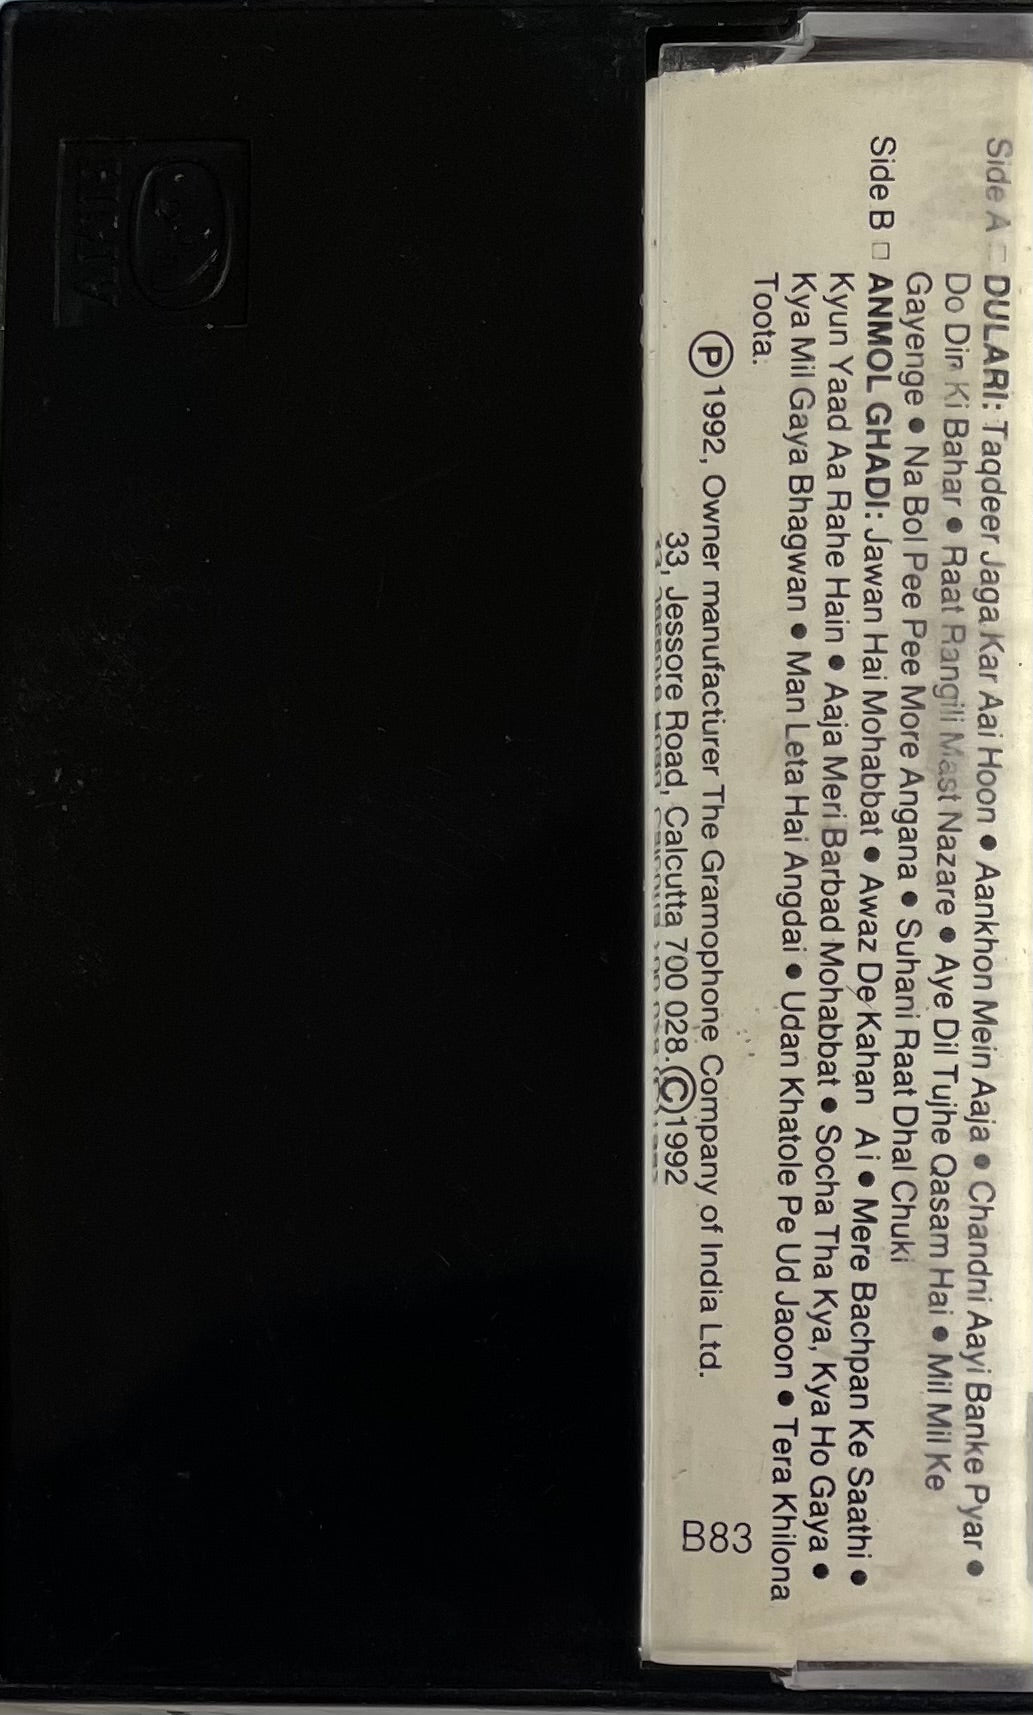 Side A □ DULARI: Taqdeer Jaga Kar Aai Hoon • Aankhon Mein Aaja • Chandni Aayi Banke Pyar •
Do Din Ki Bahar • Raat Rangili Mast Nazare • Aye Dil Tujhe Qasam Hai • Mil Mil Ke
Gayenge • Na Bol Pee Pee More Angana • Suhani Raat Dhal Chuki
Side B □ ANMOL GHADI: Jawan Hai Mohabbat • Awaz De Kahan Ai • Mere Bachpan Ke Saathi •
Kyun Yaad Aa Rahe Hain • Aaja Meri Barbad Mohabbat • Socha Tha Kya, Kya Ho Gaya •
Kya Mil Gaya Bhagwan • Man Leta Hai Angdai • Udan Khatole Pe Ud Jaoon • Tera Khilona
Toota.
Ⓟ 1992, Owner manufacturer The Gramophone Company of India Ltd.
33, Jessore Road, Calcutta 700 028. © 1992